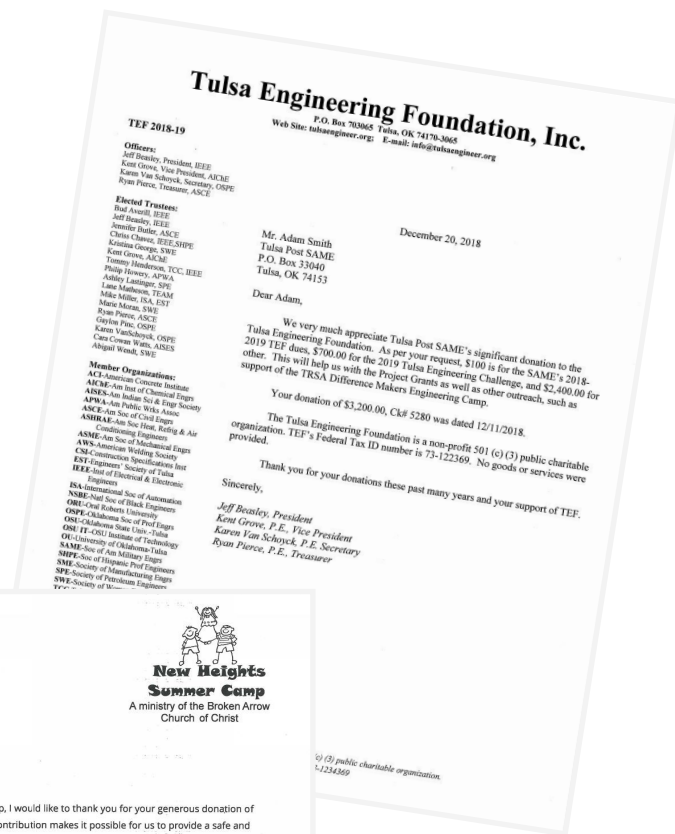 Tulsa Engineering Foundation, Inc.
P.O. Box 703065 Tulsa, OK 74170-3065
Web Site: tulsaengineer.org; E-mail: info@tulsaengineer.org
TEF 2018-19
Officers:
Jeff Beasley, President, IEEE
Kent Grove, Vice President, AIChE
Karen Van Schoyck, Secretary, OSPE
Ryan Pierce, Treasurer, ASCE
Elected Trustees:
Bud Averill, IEEE
Jeff Beasley, IEEE
Jennifer Butler, ASCE
Chriss Chavez, IEEE,SHPE
Kristina George, SWE
Kent Grove, AIChE
Tommy Henderson, TCC, IEEE
Philip Howery, APWA
Ashley Lastinger, SPE
Lane Matheson, TEAM
Mike Miller, ISA, EST
Marie Moran, SWE
Ryan Pierce, ASCE
Gaylon Pinc, OSPE
Karen VanSchoyck, OSPE
Cara Cowan Watts, AISES
Abigail Wendt, SWE
Member Organizations:
ACI-American Concrete Institute
AIChE-Am Inst of Chemical Engrs
AISES-Am Indian Sci & Engr Society
APWA-Am Public Wrks Assoc
ASCE-Am Soc of Civil Engrs
ASHRAE-Am Soc Heat, Refrig & Air
Conditioning Engineers
ASME-Am Soc of Mechanical Engrs
AWS-American Welding Society
CSI-Construction Specifications Inst
EST-Engineers' Society of Tulsa
IEEE-Inst of Electrical & Electronic
Engineers
ISA-International Soc of Automation
NSBE-Natl Soc of Black Engineers
ORU-Oral Roberts University
OSPE-Oklahoma Soc of Prof Engrs
OSU-Oklahoma State Univ.-Tulsa
OSU IT-OSU Institute of Technology
OU-University of Oklahoma-Tulsa
SAME-Soc of Am Military Engrs
SHPE-Soc of Hispanic Prof Engineers
SME-Society of Manufacturing Engrs
SPE-Society of Petroleum Engineers
SWE-Society of
December 20, 2018
Mr. Adam Smith
Tulsa Post SAME
P.O. Box 33040
Tulsa, OK 74153
Dear Adam,
We very much appreciate Tulsa Post SAME's significant donation to the
Tulsa Engineering Foundation. As per your request, $100 is for the SAME's 2018-
2019 TEF dues, $700.00 for the 2019 Tulsa Engineering Challenge, and $2,400.00 for
other. This will help us with the Project Grants as well as other outreach, such as
support of the TRSA Difference Makers Engineering Camp.
Your donation of $3,200.00, Ck# 5280 was dated 12/11/2018.
The Tulsa Engineering Foundation is a non-profit 501 (c) (3) public charitable
organization. TEF's Federal Tax ID number is 73-122369. No goods or services were
provided.
Thank you for your donations these past many years and your support of TEF.
Sincerely,
Jeff Beasley, President
Kent Grove, P.E., Vice President
Karen Van Schoyck, P.E. Secretary
Ryan Pierce, P.E., Treasurer
(c) (3) public charitable organization.
-1234369
New Heights
Summer Camp
A ministry of the Broken Arrow
Church of Christ
p, I would like to thank you for your generous donation of
ontribution makes it possible for us to provide a safe and